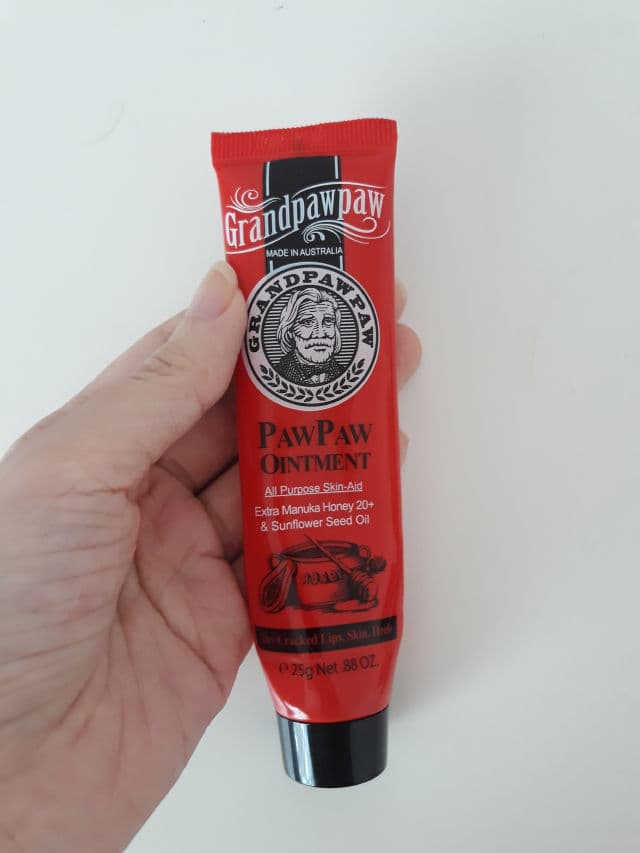 Grandpawpaw
MADE IN AUSTRALIA
GRANDPAWPAW
PAWPAW
OINTMENT
All Purpose Skin-Aid
Extra Manuka Honey 20+
& Sunflower Seed Oil
HONEY
Dry Cracked Lips, Skin, Heels
℮ 25g Net .88 OZ.